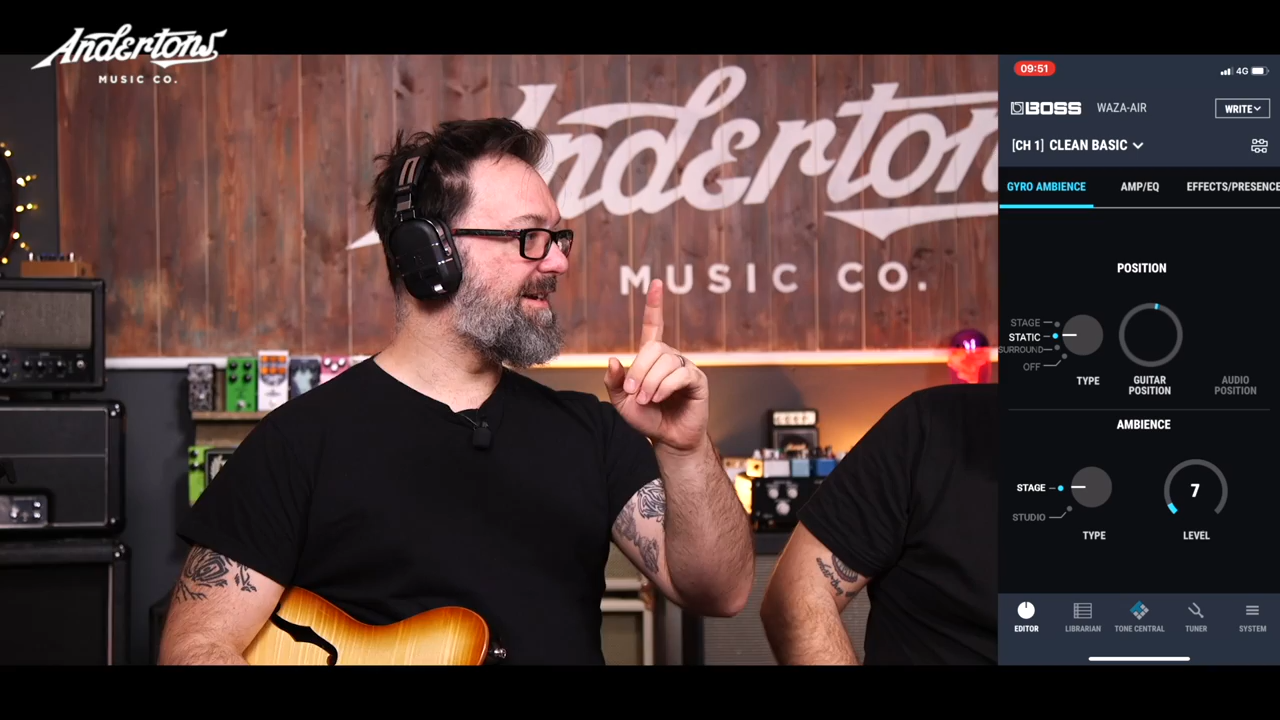 Andertons
MUSIC CO.
Anderton
MUSIC CO.
09:51
4G
BOSS
WAZA-AIR
WRITE
[CH 1] CLEAN BASIC
GYRO AMBIENCE
AMP/EQ
EFFECTS/PRESENCE
POSITION
STAGE
STATIC
SURROUND
OFF
TYPE
GUITAR
POSITION
AUDIO
POSITION
AMBIENCE
STAGE
STUDIO
TYPE
7
LEVEL
EDITOR
LIBRARIAN
TONE CENTRAL
TUNER
SYSTEM